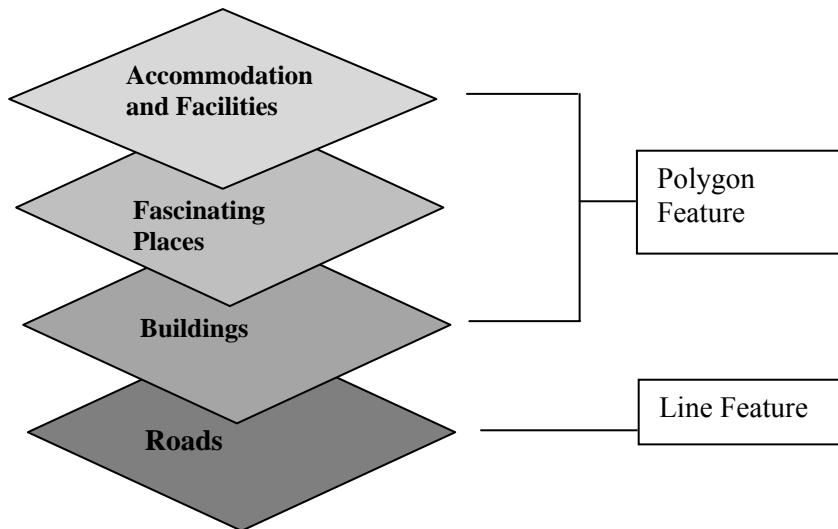 Accommodation
and Facilities
Fascinating
Places
Buildings
Roads
Polygon
Feature
Line Feature